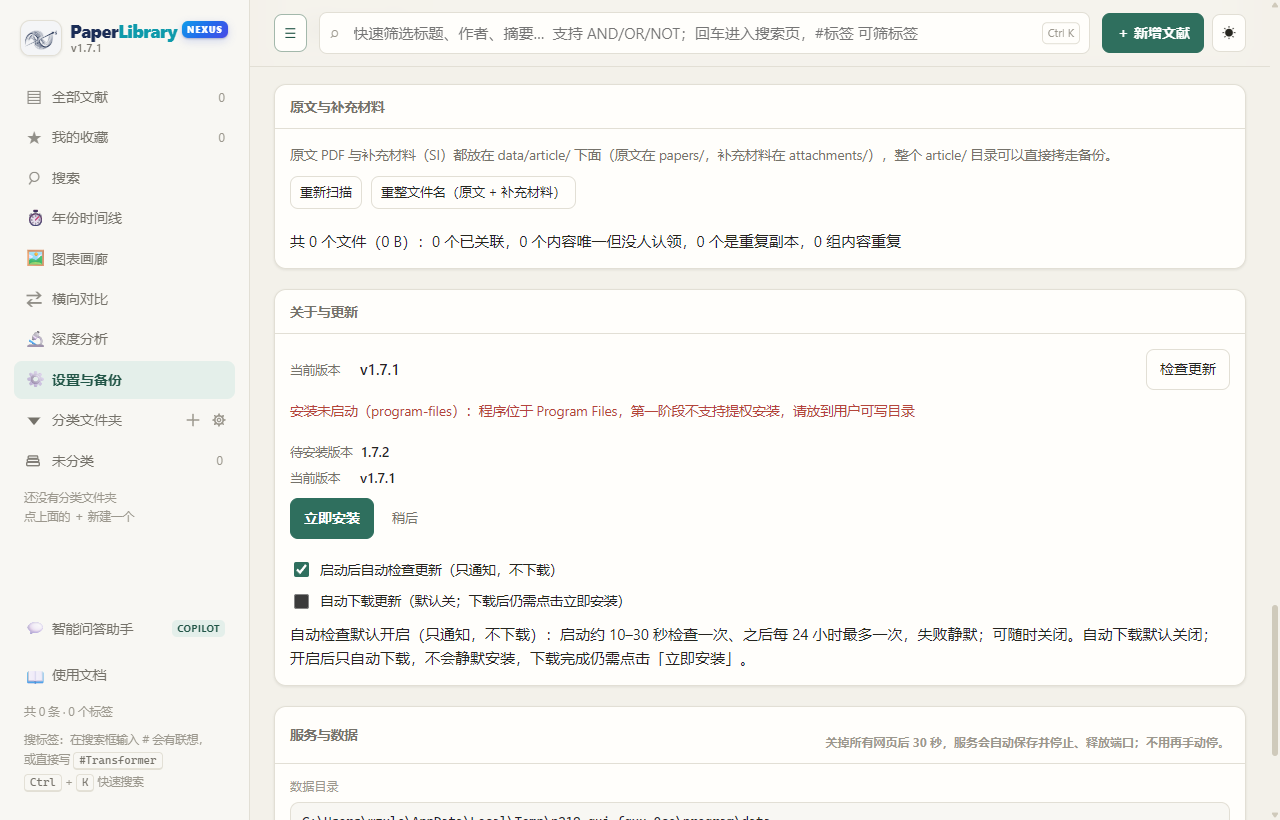 PaperLibrary NEXUS
v1.7.1
全部文献 0
我的收藏 0
搜索
年份时间线
图表画廊
横向对比
深度分析
设置与备份
分类文件夹
未分类 0
还没有分类文件夹
点上面的 + 新建一个
智能问答助手 COPILOT
使用文档
共 0 条 · 0 个标签
搜标签：在搜索框输入 # 会有联想，
或直接写 #Transformer
Ctrl + K 快速搜索
快速筛选标题、作者、摘要… 支持 AND/OR/NOT；回车进入搜索页，#标签 可筛标签 Ctrl K
+ 新增文献
原文与补充材料
原文 PDF 与补充材料（SI）都放在 data/article/ 下面（原文在 papers/，补充材料在 attachments/），整个 article/ 目录可以直接拷走备份。
重新扫描 重整文件名（原文 + 补充材料）
共 0 个文件（0 B）：0 个已关联，0 个内容唯一但没人认领，0 个是重复副本，0 组内容重复
关于与更新
当前版本 v1.7.1 检查更新
安装未启动（program-files）：程序位于 Program Files，第一阶段不支持提权安装，请放到用户可写目录
待安装版本 1.7.2
当前版本 v1.7.1
立即安装 稍后
启动后自动检查更新（只通知，不下载）
自动下载更新（默认关；下载后仍需点击立即安装）
自动检查默认开启（只通知，不下载）：启动约 10–30 秒检查一次、之后每 24 小时最多一次，失败静默；可随时关闭。自动下载默认关闭；
开启后只自动下载，不会静默安装，下载完成仍需点击「立即安装」。
服务与数据 关掉所有网页后 30 秒，服务会自动保存并停止、释放端口；不用再手动停。
数据目录